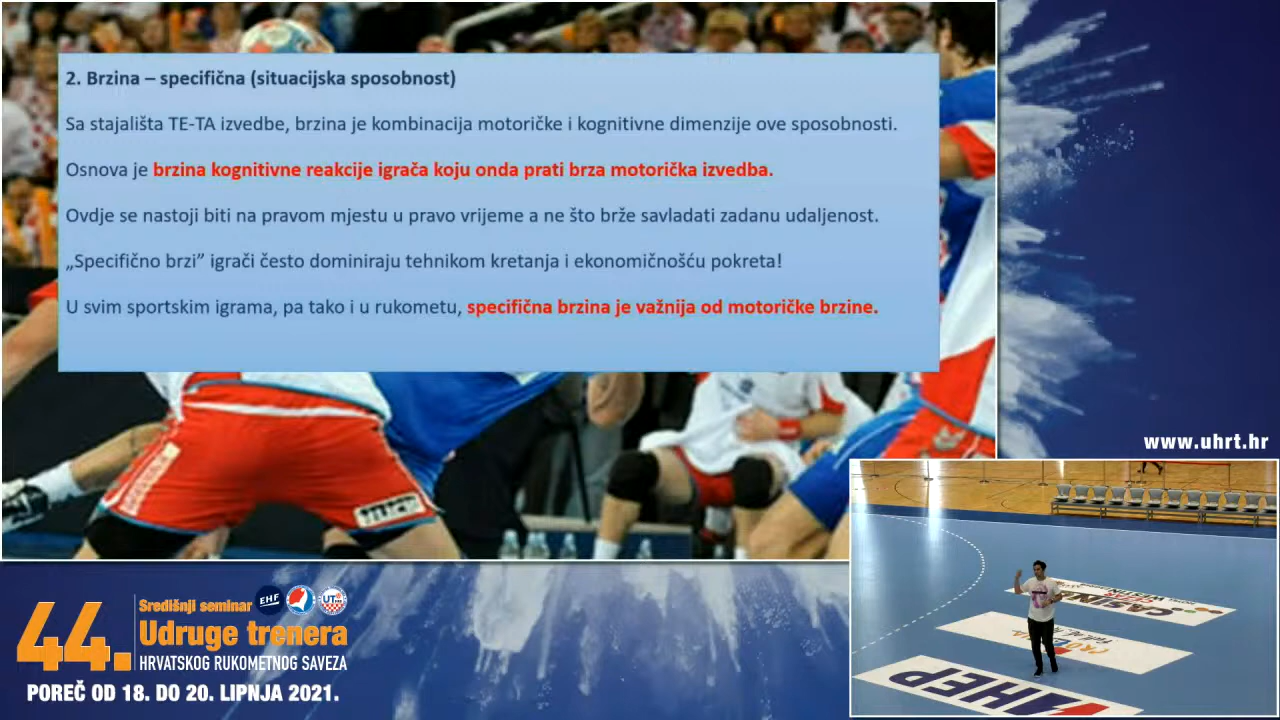 2. Brzina – specifična (situacijska sposobnost)
Sa stajališta TE-TA izvedbe, brzina je kombinacija motoričke i kognitivne dimenzije ove sposobnosti.
Osnova je brzina kognitivne reakcije igrača koju onda prati brza motorička izvedba.
Ovdje se nastoji biti na pravom mjestu u pravo vrijeme a ne što brže savladati zadanu udaljenost.
„Specifično brzi” igrači često dominiraju tehnikom kretanja i ekonomičnošću pokreta!
U svim sportskim igrama, pa tako i u rukometu, specifična brzina je važnija od motoričke brzine.
www.uhrt.hr
44.
Središnji seminar
EHF
Udruge trenera
HRVATSKOG RUKOMETNOG SAVEZA
POREČ OD 18. DO 20. LIPNJA 2021.
HEP